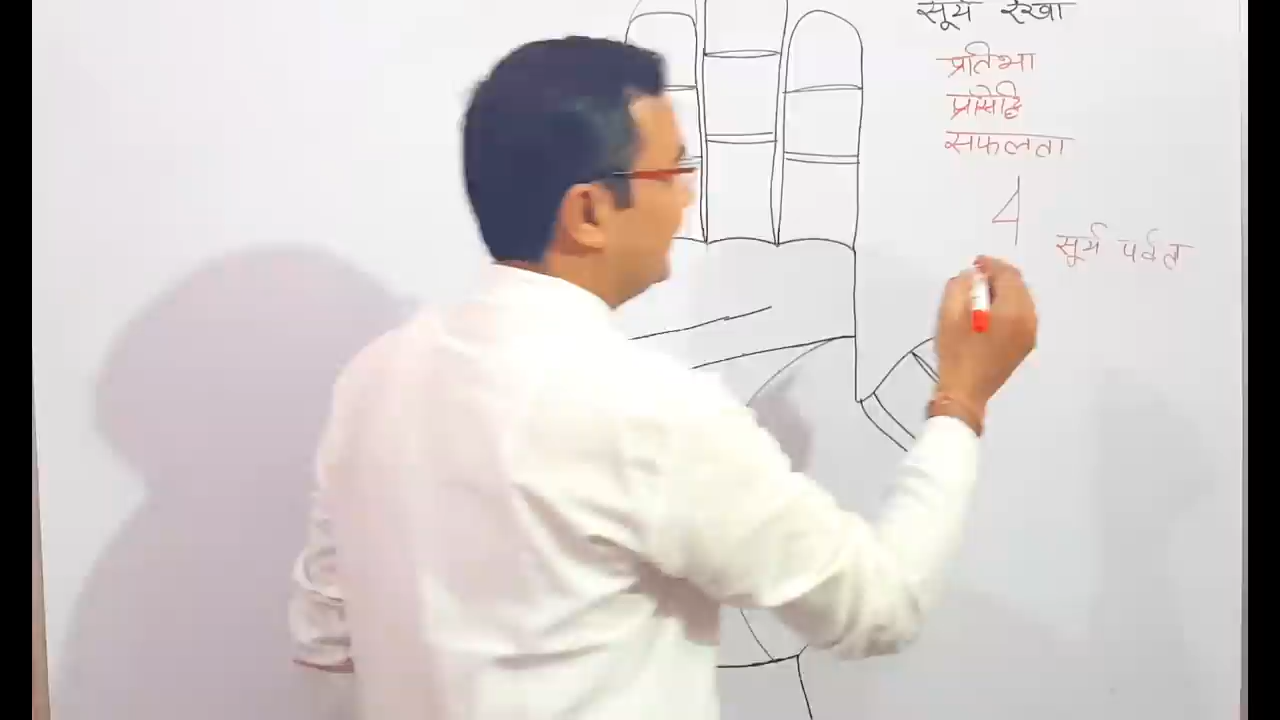 सूर्य रेखा
प्रतिभा
प्रसिद्धि
सफलता
4
सूर्य पर्वत